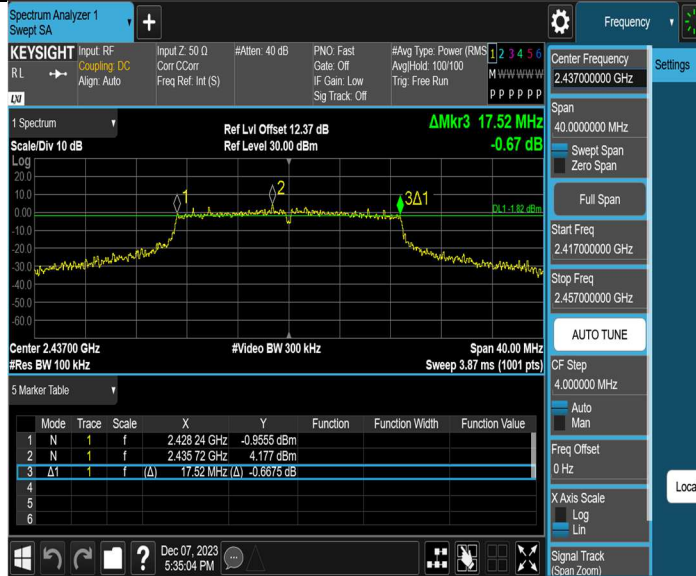 Spectrum Analyzer 1
Swept SA
+
Frequency
KEYSIGHT
RL
LXI
Input: RF
Coupling: DC
Align: Auto
Input Z: 50 Ω
Corr CCorr
Freq Ref: Int (S)
#Atten: 40 dB
PNO: Fast
Gate: Off
IF Gain: Low
Sig Track: Off
#Avg Type: Power (RMS
Avg|Hold: 100/100
Trig: Free Run
1 2 3 4 5 6
M W W W W W
P P P P P P
1 Spectrum
Scale/Div 10 dB
Ref Lvl Offset 12.37 dB
Ref Level 30.00 dBm
ΔMkr3 17.52 MHz
-0.67 dB
Log
20.0
10.0
0.00
-10.0
-20.0
-30.0
-40.0
-50.0
-60.0
1
2
3Δ1
DL1 -1.82 dBm
Center 2.43700 GHz
#Res BW 100 kHz
#Video BW 300 kHz
Span 40.00 MHz
Sweep 3.87 ms (1001 pts)
5 Marker Table
Mode Trace Scale X Y Function Function Width Function Value
1 N 1 f 2.428 24 GHz -0.9555 dBm
2 N 1 f 2.435 72 GHz 4.177 dBm
3 Δ1 1 f (Δ) 17.52 MHz (Δ) -0.6675 dB
4
5
6
Dec 07, 2023
5:35:04 PM
?
Center Frequency
2.437000000 GHz
Span
40.0000000 MHz
Swept Span
Zero Span
Full Span
Start Freq
2.417000000 GHz
Stop Freq
2.457000000 GHz
AUTO TUNE
CF Step
4.000000 MHz
Auto
Man
Freq Offset
0 Hz
X Axis Scale
Log
Lin
Signal Track
(Span Zoom)
Settings
Loca